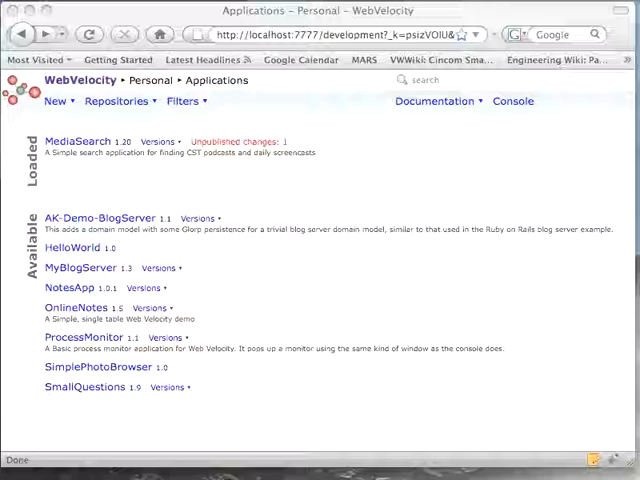 Applications – Personal – WebVelocity
http://localhost:7777/development?_k=psizVOIU&
Google
Most Visited
Getting Started
Latest Headlines
Google Calendar
MARS
VWWiki: Cincom Sma...
Engineering Wiki: Pa...
WebVelocity ▸ Personal ▸ Applications
search
New
Repositories
Filters
Documentation
Console
Loaded
MediaSearch 1.20 Versions Unpublished changes: 1
A Simple search application for finding CST podcasts and daily screencasts
Available
AK-Demo-BlogServer 1.1 Versions
This adds a domain model with some Glorp persistence for a trivial blog server domain model, similar to that used in the Ruby on Rails blog server example.
HelloWorld 1.0
MyBlogServer 1.3 Versions
NotesApp 1.0.1 Versions
OnlineNotes 1.5 Versions
A Simple, single table Web Velocity demo
ProcessMonitor 1.1 Versions
A Basic process monitor application for Web Velocity. It pops up a monitor using the same kind of window as the console does.
SimplePhotoBrowser 1.0
SmallQuestions 1.9 Versions
Done